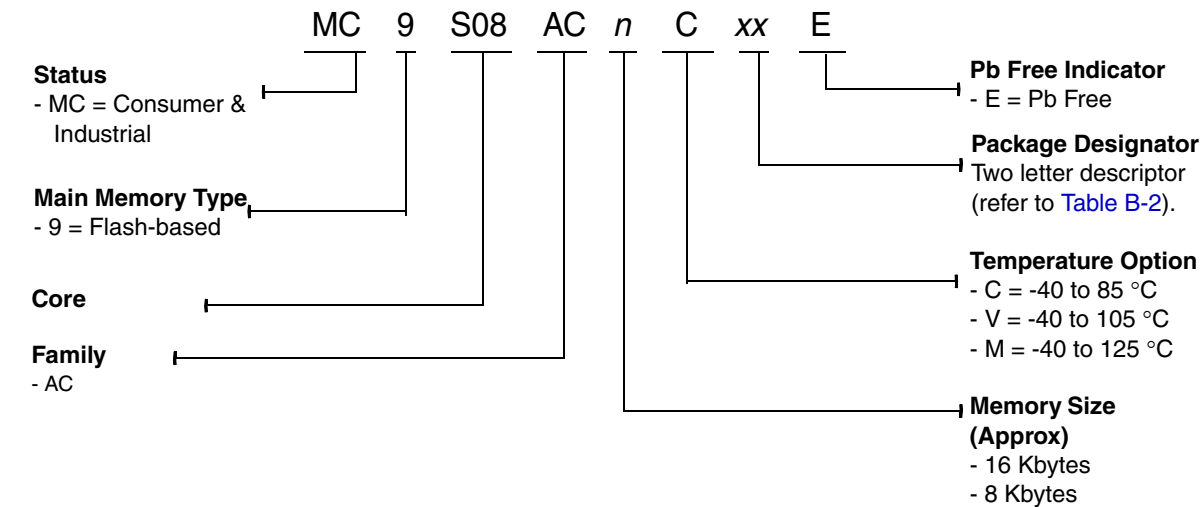 MC 9 S08 AC n C xx E
Status
- MC = Consumer &
Industrial
Main Memory Type
- 9 = Flash-based
Core
Family
- AC
Pb Free Indicator
- E = Pb Free
Package Designator
Two letter descriptor
(refer to Table B-2).
Temperature Option
- C = -40 to 85 °C
- V = -40 to 105 °C
- M = -40 to 125 °C
Memory Size
(Approx)
- 16 Kbytes
- 8 Kbytes